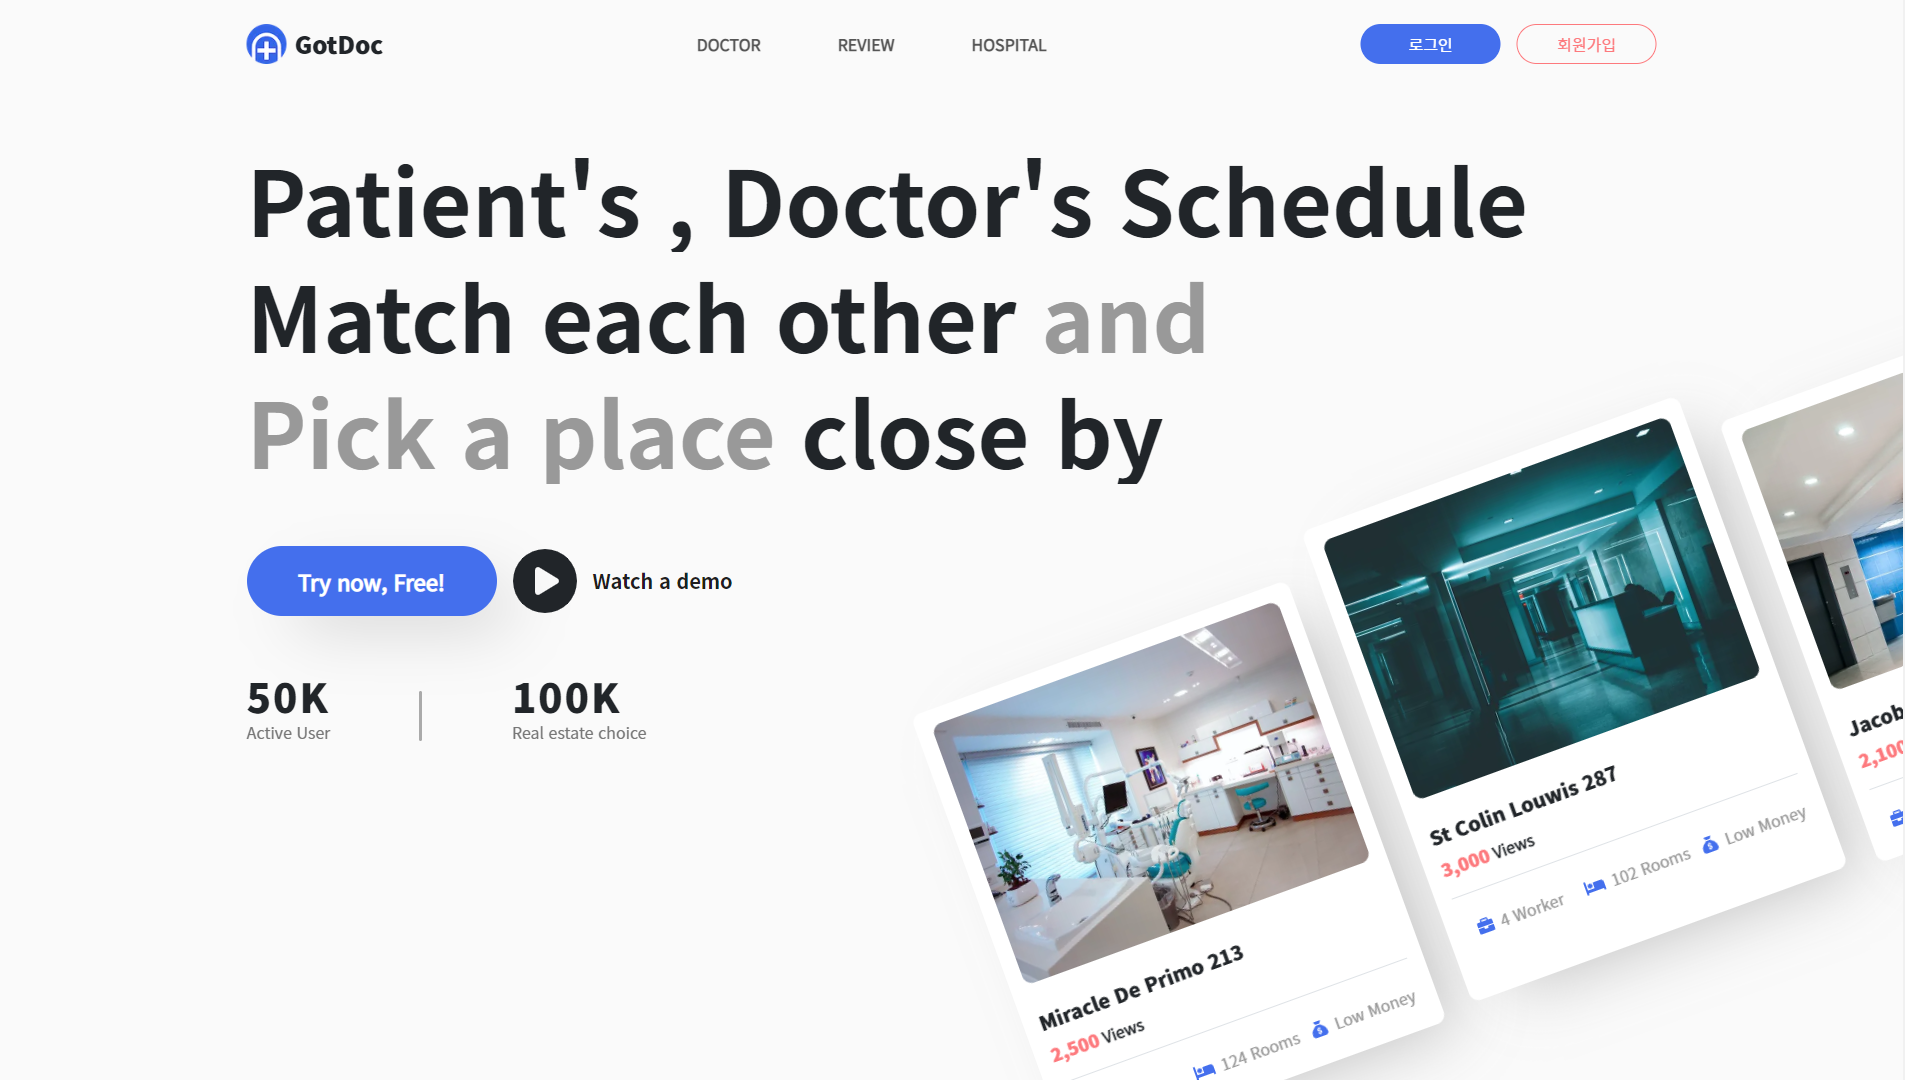 GotDoc
DOCTOR
REVIEW
HOSPITAL
로그인
회원가입
Patient's , Doctor's Schedule
Match each other and
Pick a place close by
Try now, Free!
Watch a demo
50K
Active User
100K
Real estate choice
Miracle De Primo 213
2,500 Views
124 Rooms
Low Money
St Colin Louwis 287
3,000 Views
4 Worker
102 Rooms
Low Money
Jacob
2,100